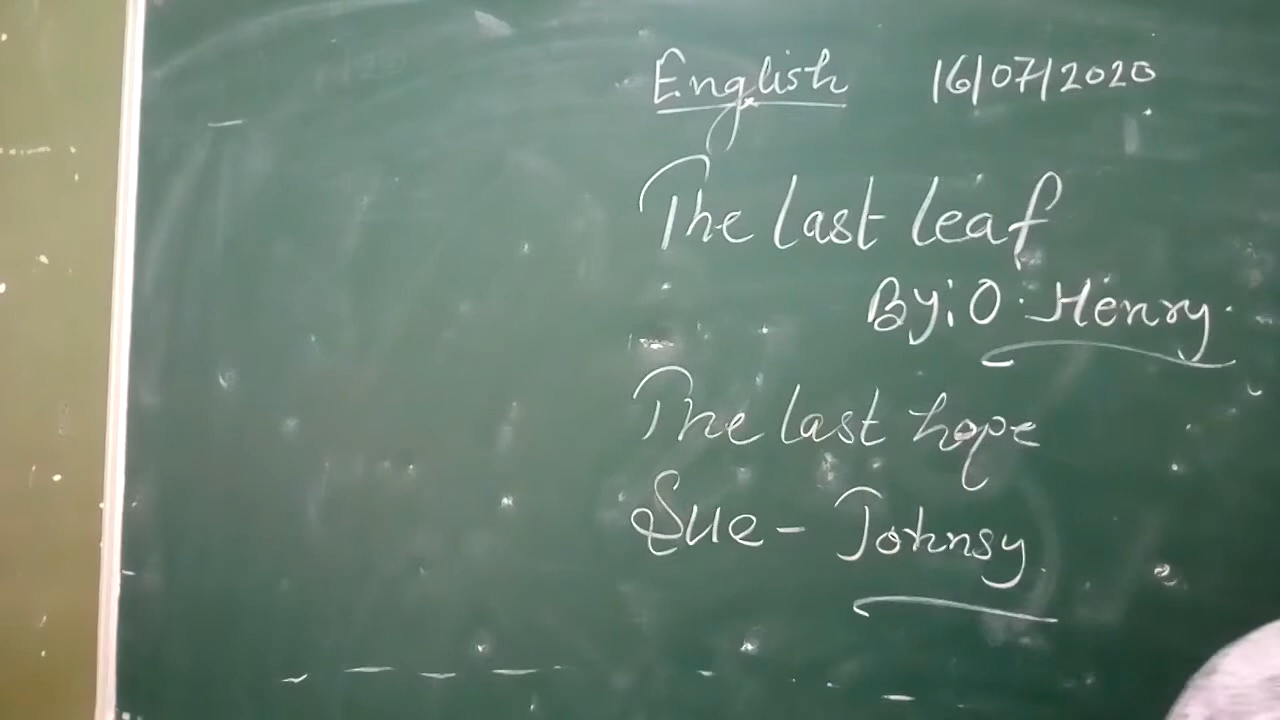 English 16/07/2020
The last leaf
By: O. Henry.
The last hope
Sue - Johnsy